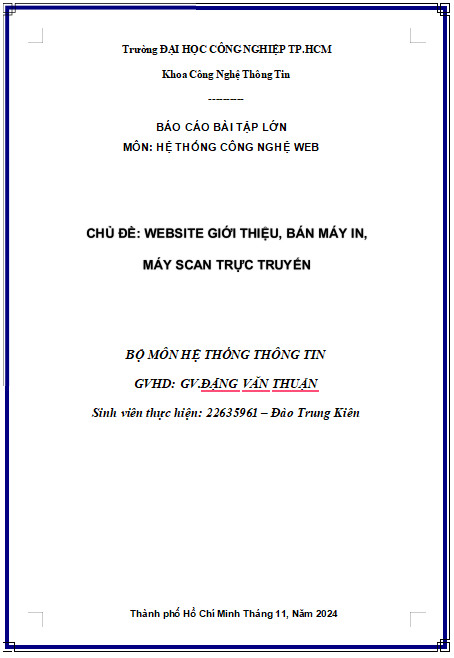 Trường ĐẠI HỌC CÔNG NGHIỆP TP.HCM
Khoa Công Nghệ Thông Tin
----------
BÁO CÁO BÀI TẬP LỚN
MÔN: HỆ THỐNG CÔNG NGHỆ WEB
CHỦ ĐỀ: WEBSITE GIỚI THIỆU, BÁN MÁY IN,
MÁY SCAN TRỰC TRUYẾN
BỘ MÔN HỆ THỐNG THÔNG TIN
GVHD: GV.ĐẶNG VĂN THUẬN
Sinh viên thực hiện: 22635961 – Đào Trung Kiên
Thành phố Hồ Chí Minh Tháng 11, Năm 2024